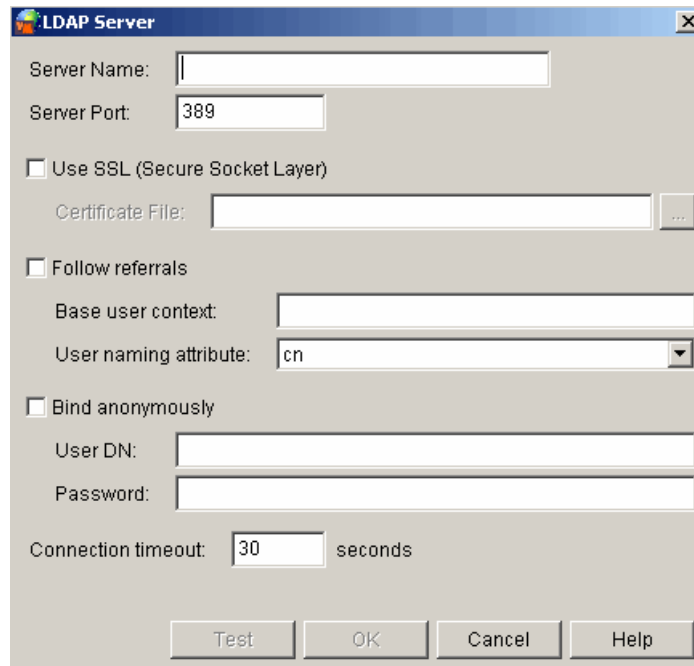 LDAP Server
Server Name:
Server Port: 389
Use SSL (Secure Socket Layer)
Certificate File: ...
Follow referrals
Base user context:
User naming attribute: cn
Bind anonymously
User DN:
Password:
Connection timeout: 30 seconds
Test OK Cancel Help